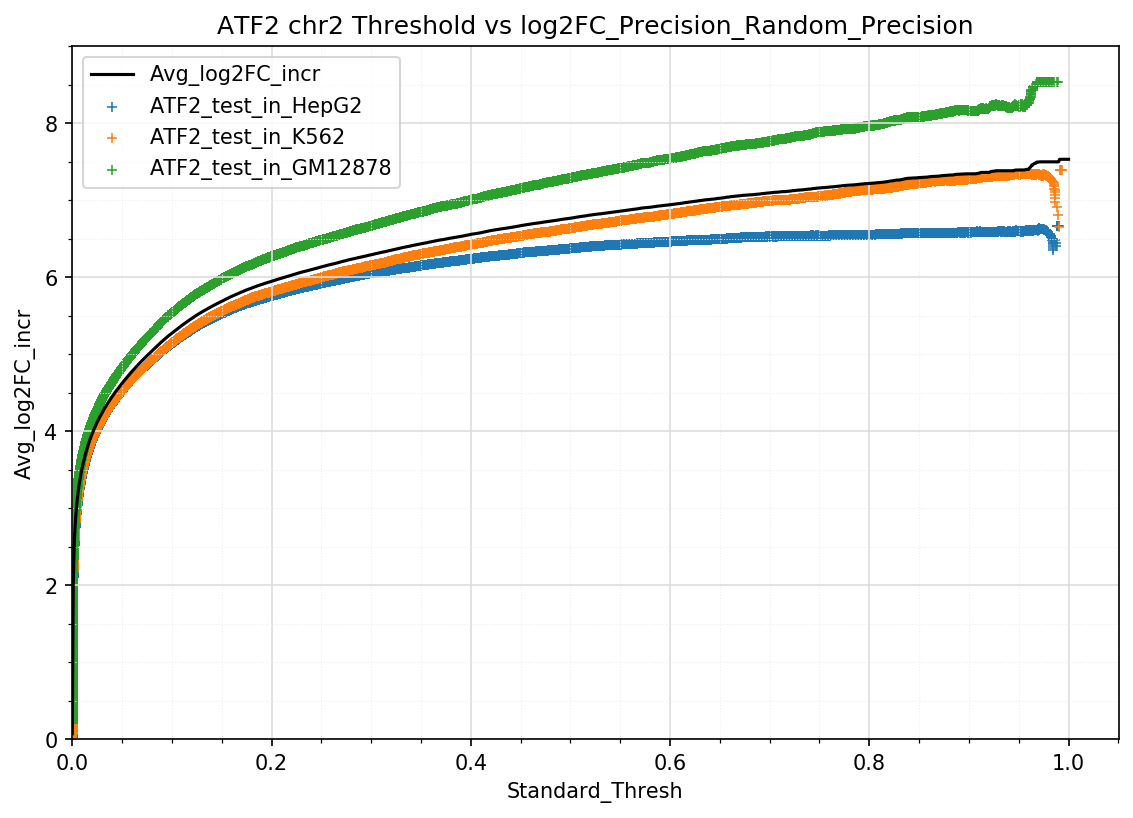 ATF2 chr2 Threshold vs log2FC_Precision_Random_Precision
Avg_log2FC_incr
ATF2_test_in_HepG2
ATF2_test_in_K562
ATF2_test_in_GM12878
Avg_log2FC_incr
8
6
4
2
0
0.0 0.2 0.4 0.6 0.8 1.0
Standard_Thresh